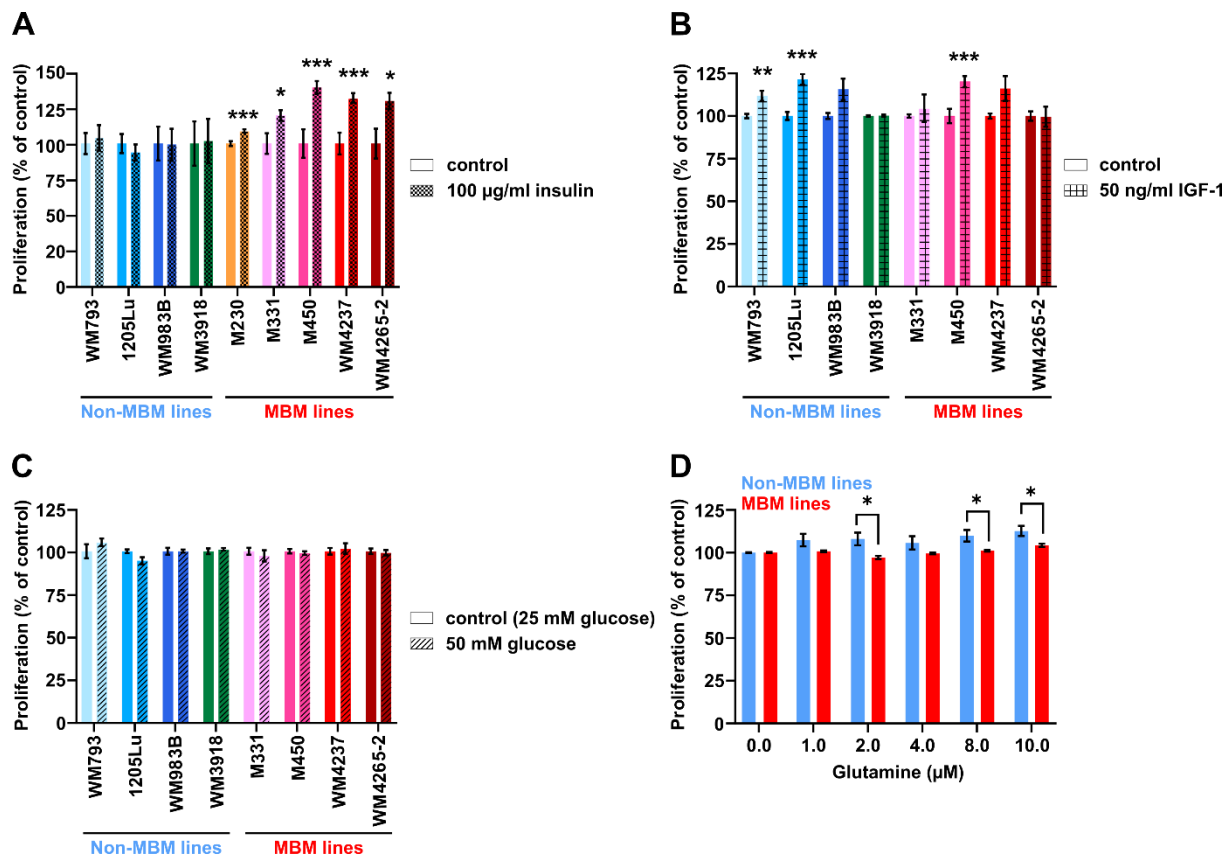 A
Proliferation (% of control)
150
125
100
75
50
25
0
*** * *** *** *
WM793
1205Lu
WM983B
WM3918
M230
M331
M450
WM4237
WM4265-2
Non-MBM lines
MBM lines
control
100 µg/ml insulin
B
Proliferation (% of control)
125
100
75
50
25
0
** *** ***
WM793
1205Lu
WM983B
WM3918
M331
M450
WM4237
WM4265-2
Non-MBM lines
MBM lines
control
50 ng/ml IGF-1
C
Proliferation (% of control)
125
100
75
50
25
0
WM793
1205Lu
WM983B
WM3918
M331
M450
WM4237
WM4265-2
Non-MBM lines
MBM lines
control (25 mM glucose)
50 mM glucose
D
Non-MBM lines
MBM lines
* * *
Proliferation (% of control)
125
100
75
50
25
0
0.0 1.0 2.0 4.0 8.0 10.0
Glutamine (µM)